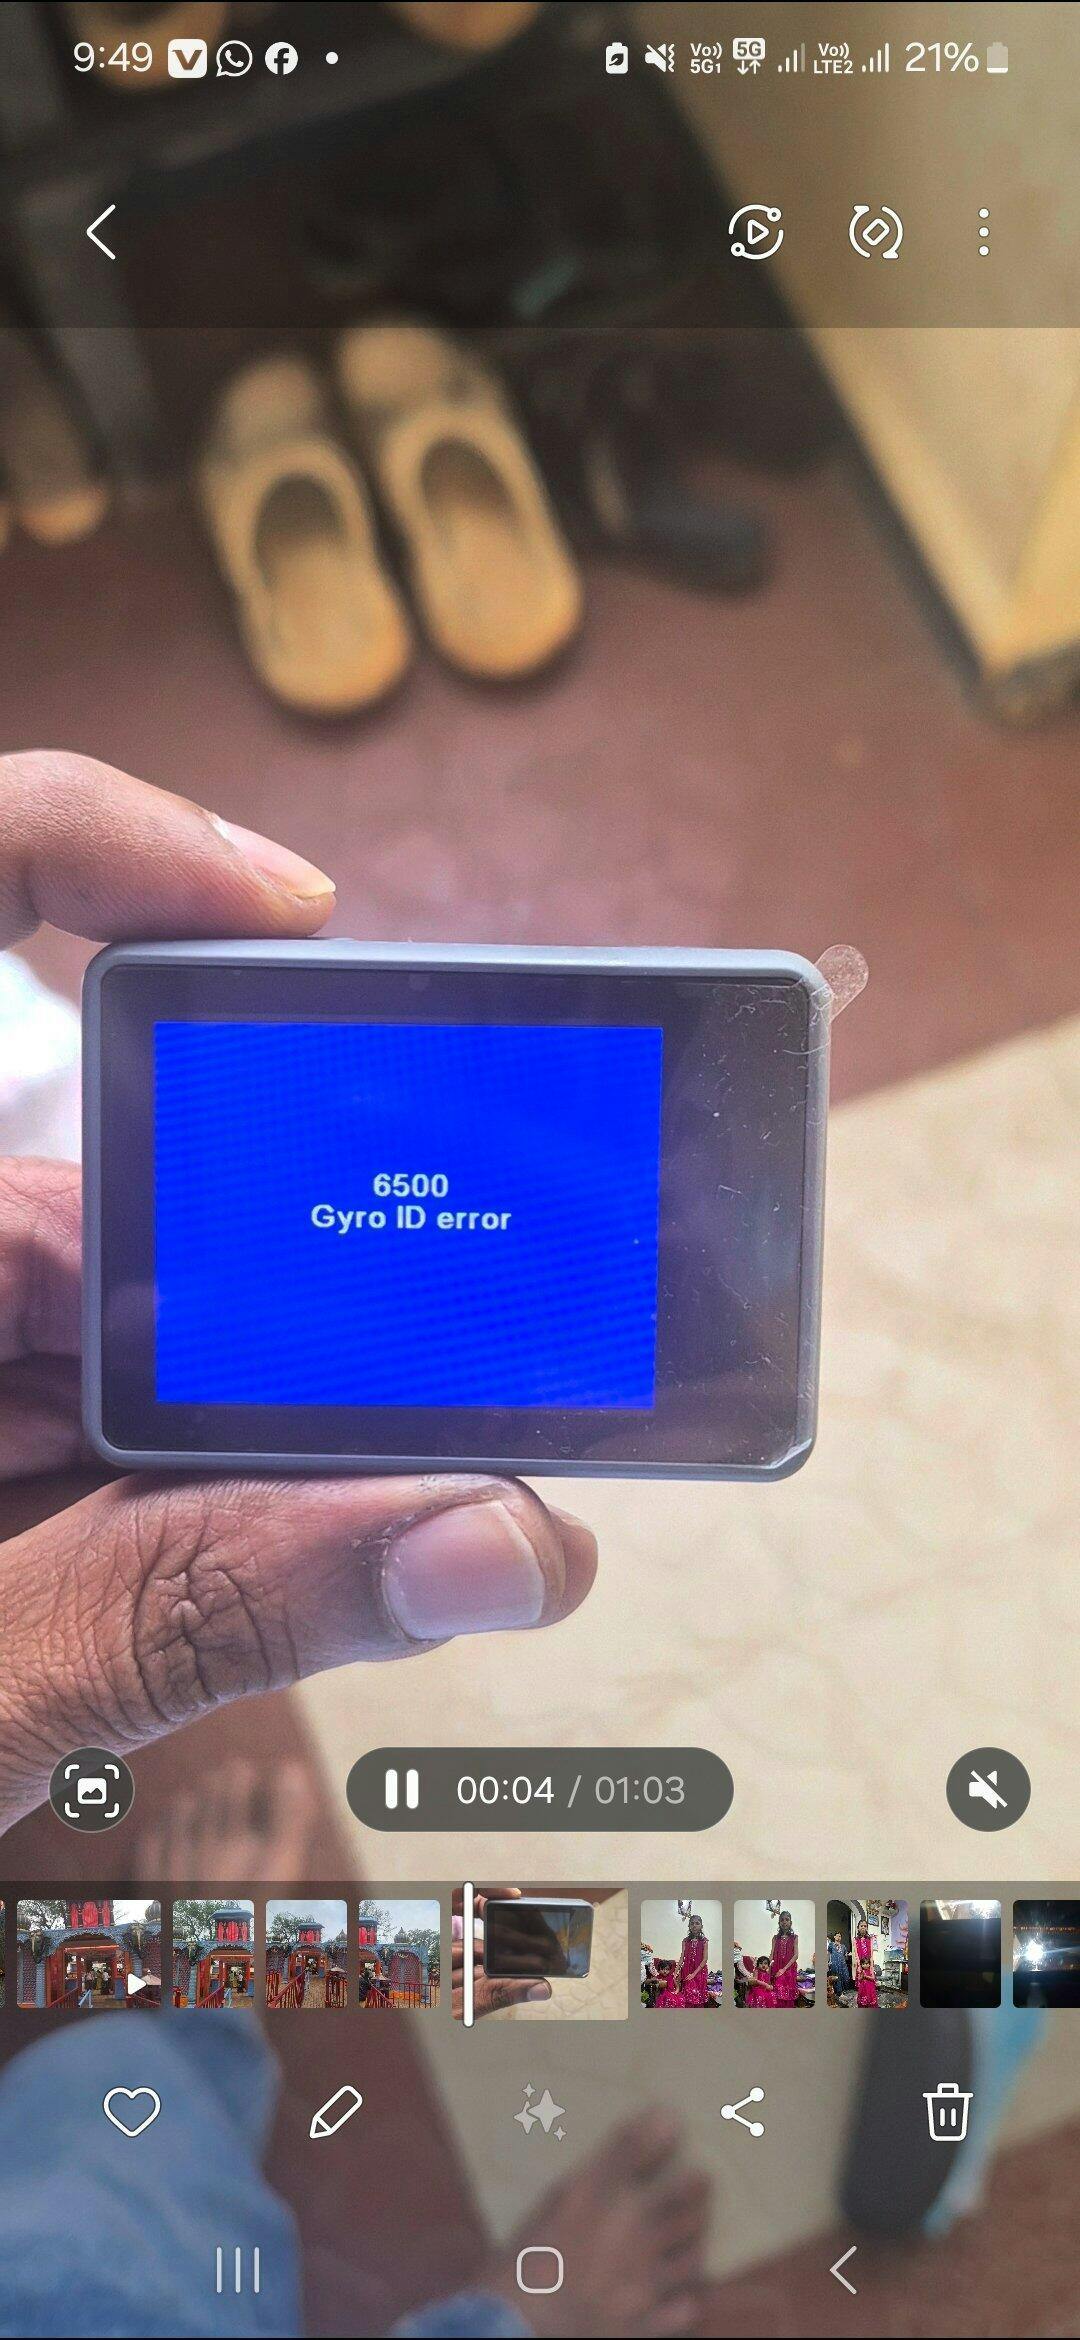 9:49
Vo) 5G1
5G
Vo) LTE2
21%
6500
Gyro ID error
00:04 / 01:03